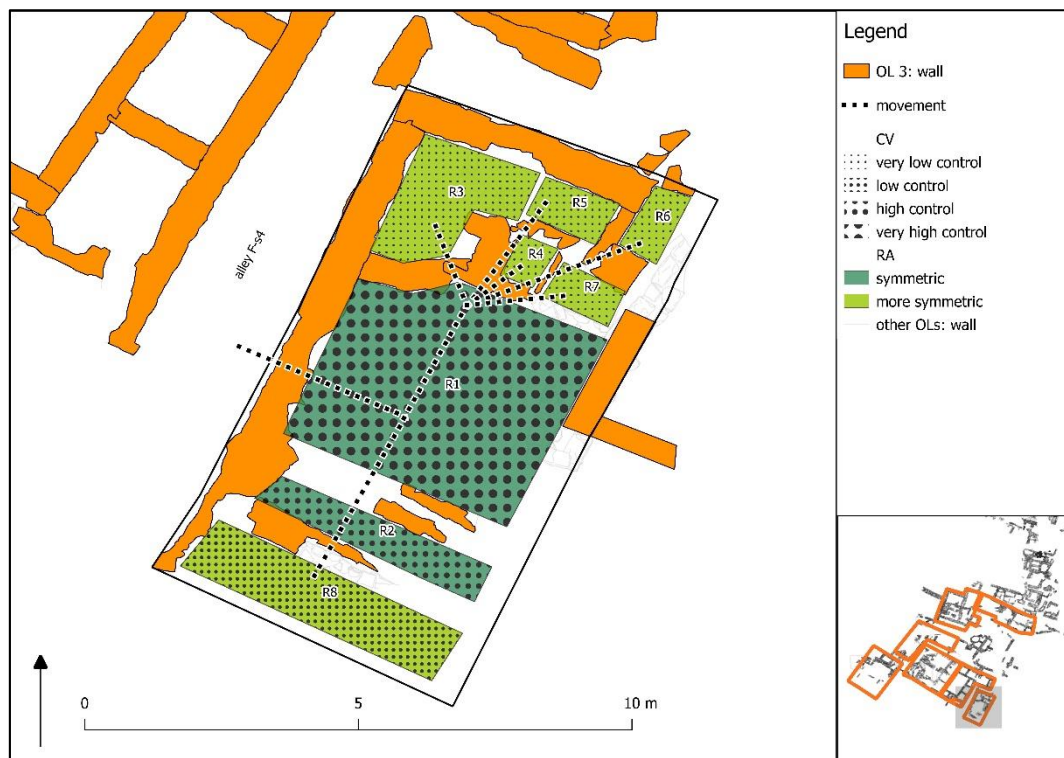 R3
R5
R6
R4
R7
alley F-s4
R1
R2
R8
0
5
10 m
Legend
OL 3: wall
movement
CV
very low control
low control
high control
very high control
RA
symmetric
more symmetric
other OLs: wall